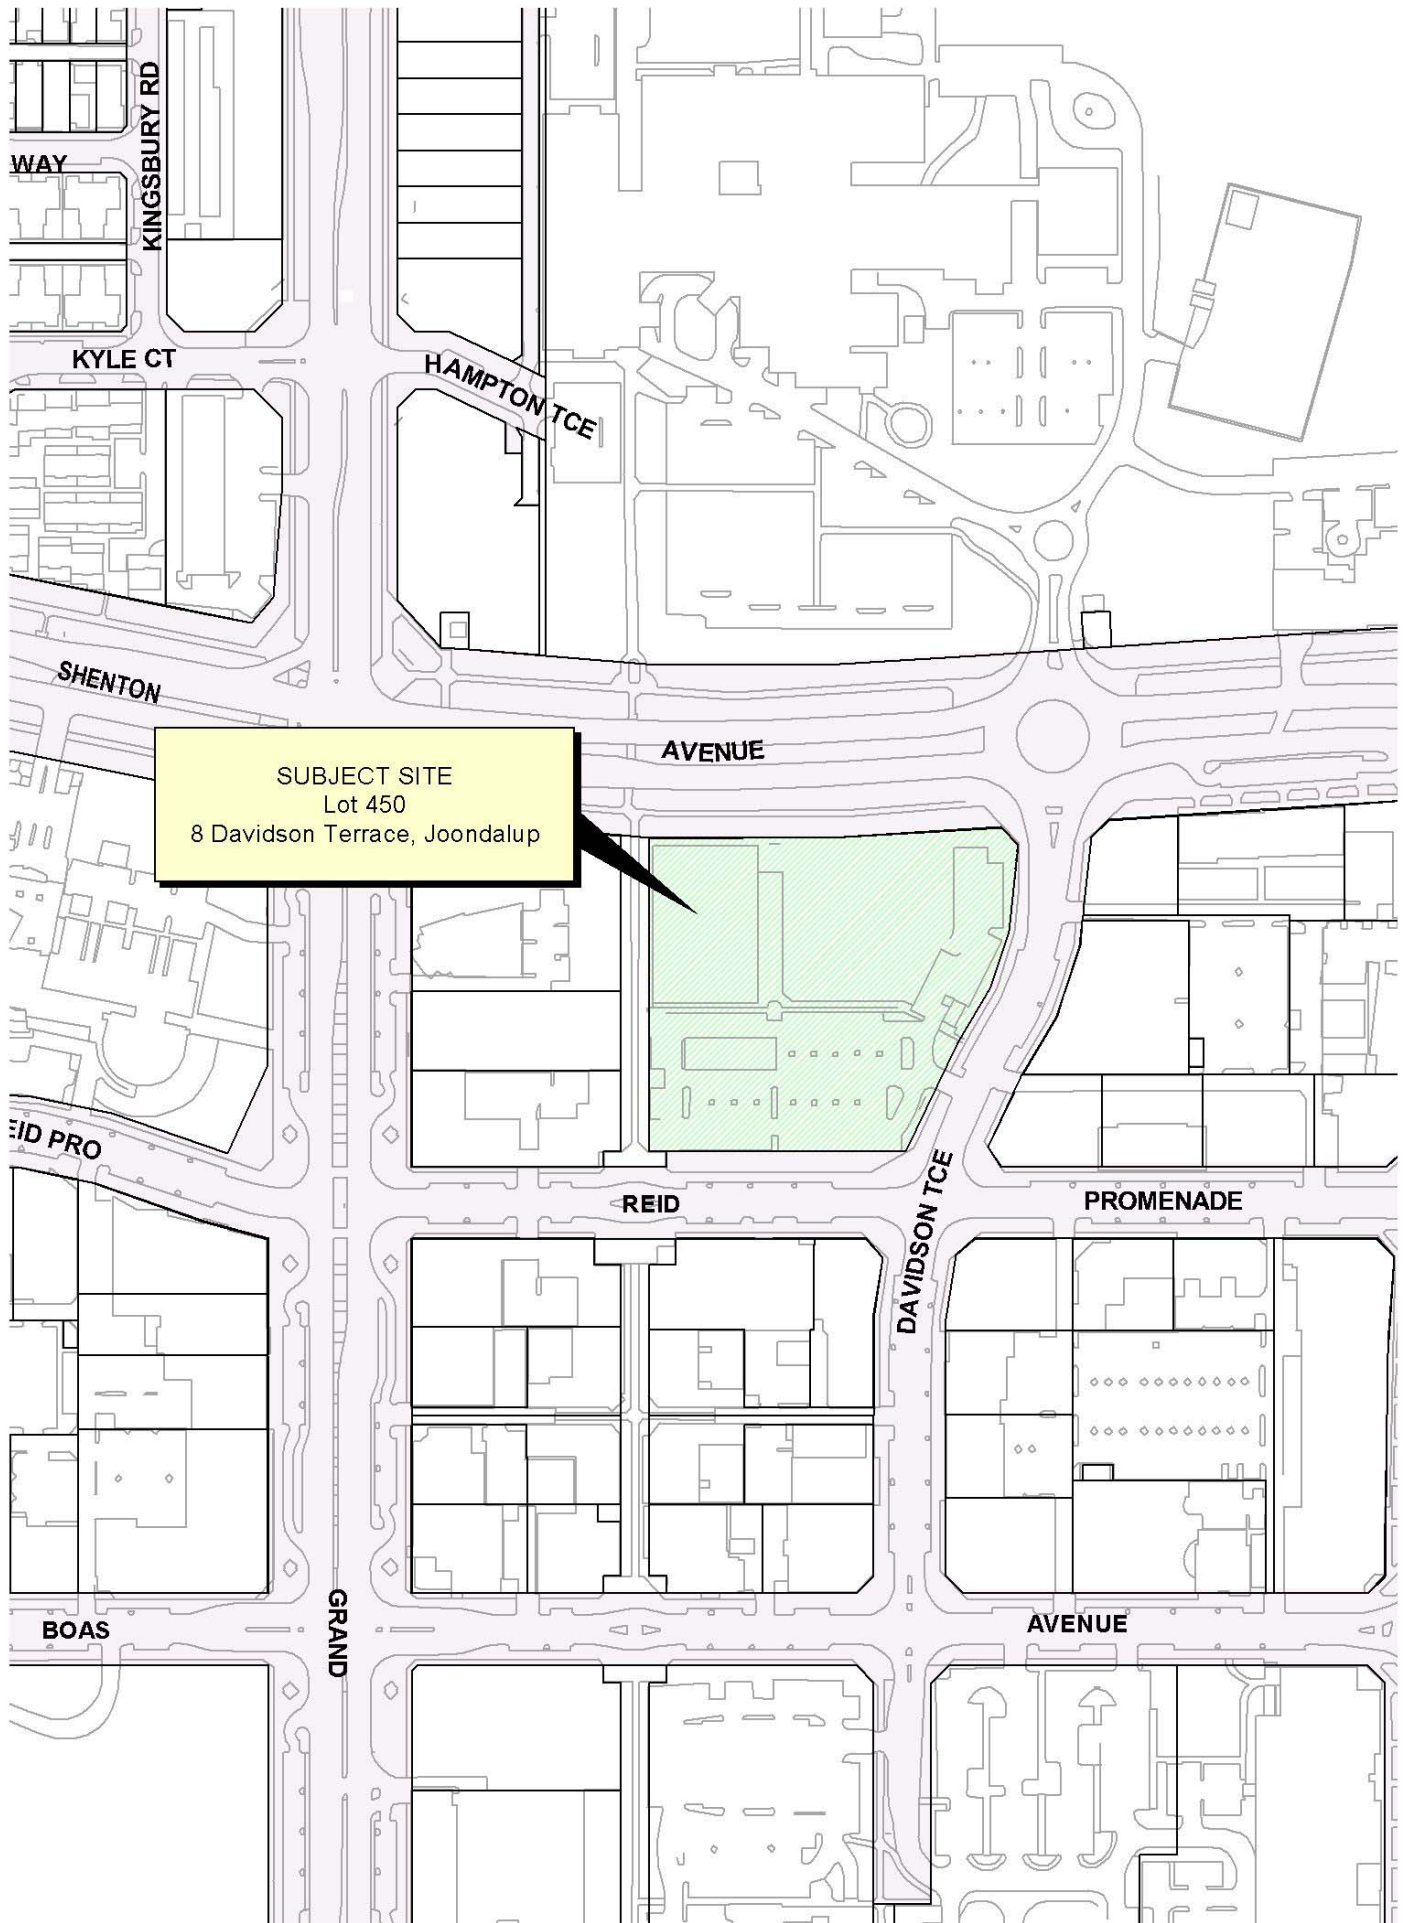 KINGSBURY RD
WAY
KYLE CT
HAMPTON TCE
SHENTON
AVENUE
SUBJECT SITE
Lot 450
8 Davidson Terrace, Joondalup
EID PRO
REID
PROMENADE
DAVIDSON TCE
GRAND
BOAS
AVENUE